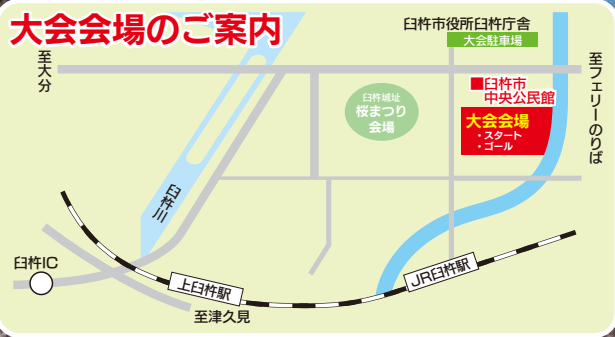 大会会場のご案内
臼杵市役所臼杵庁舎
大会駐車場
至大分
至フェリーのりば
■臼杵市
中央公民館
臼杵城址
桜まつり
会場
大会会場
・スタート
・ゴール
臼杵川
臼杵IC
上臼杵駅
JR臼杵駅
至津久見